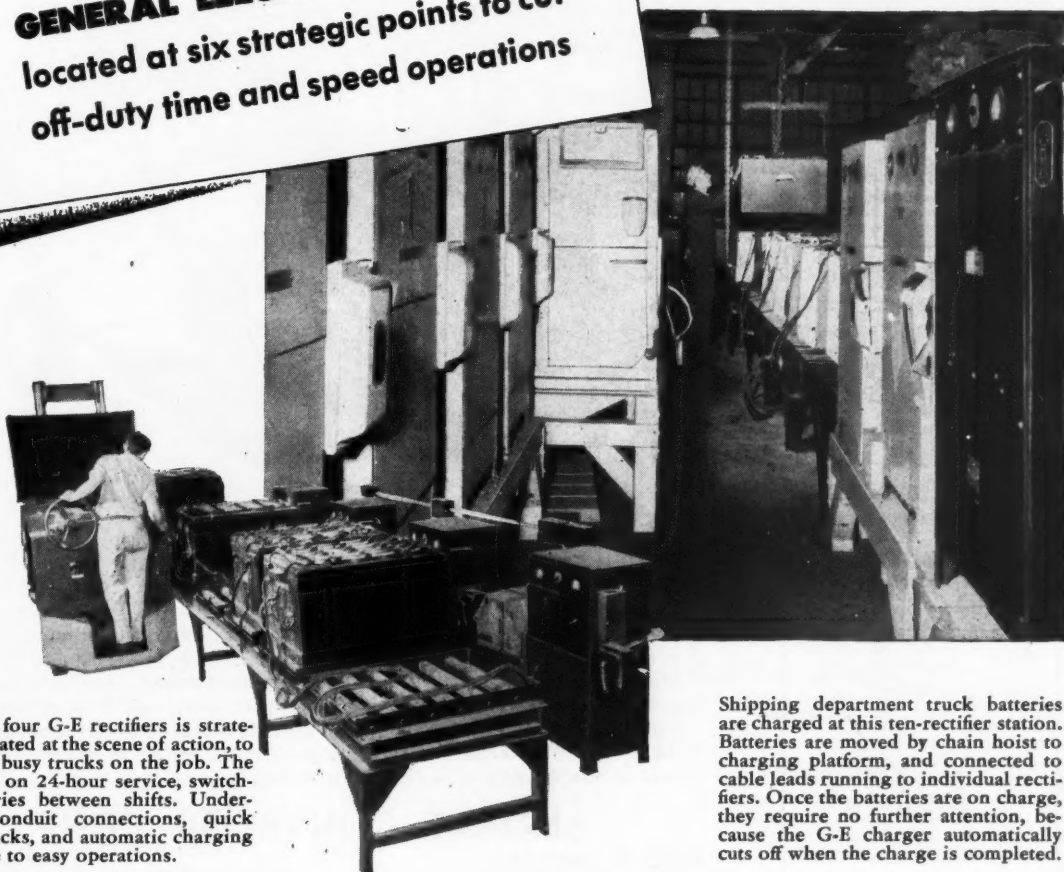 GENERAL
located at six strategic points to cut
off-duty time and speed operations
four G-E rectifiers is strate-
ated at the scene of action, to
busy trucks on the job. The
on 24-hour service, switch-
ies between shifts. Under-
onduit connections, quick
cks, and automatic charging
to easy operations.
Shipping department truck batteries
are charged at this ten-rectifier station.
Batteries are moved by chain hoist to
charging platform, and connected to
cable leads running to individual recti-
fiers. Once the batteries are on charge,
they require no further attention, be-
cause the G-E charger automatically
cuts off when the charge is completed.